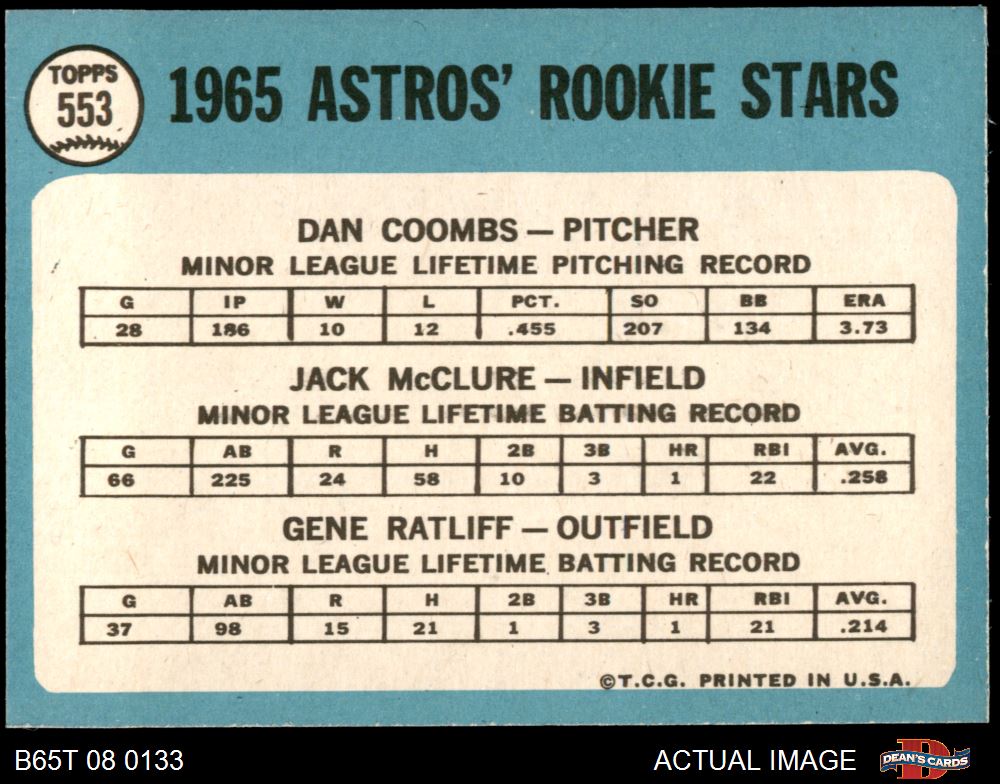 TOPPS
553
1965 ASTROS' ROOKIE STARS
DAN COOMBS — PITCHER
MINOR LEAGUE LIFETIME PITCHING RECORD
G IP W L PCT. SO BB ERA
28 186 10 12 .455 207 134 3.73
JACK McCLURE — INFIELD
MINOR LEAGUE LIFETIME BATTING RECORD
G AB R H 2B 3B HR RBI AVG.
66 225 24 58 10 3 1 22 .258
GENE RATLIFF — OUTFIELD
MINOR LEAGUE LIFETIME BATTING RECORD
G AB R H 2B 3B HR RBI AVG.
37 98 15 21 1 3 1 21 .214
©T.C.G. PRINTED IN U.S.A.
B65T 08 0133 ACTUAL IMAGE D DEAN'S CARDS